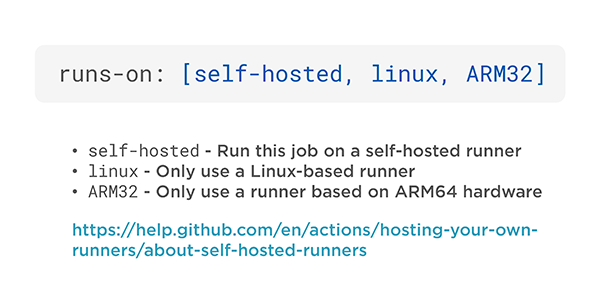 runs-on: [self-hosted, linux, ARM32]
• self-hosted - Run this job on a self-hosted runner
• linux - Only use a Linux-based runner
• ARM32 - Only use a runner based on ARM64 hardware
https://help.github.com/en/actions/hosting-your-own-
runners/about-self-hosted-runners